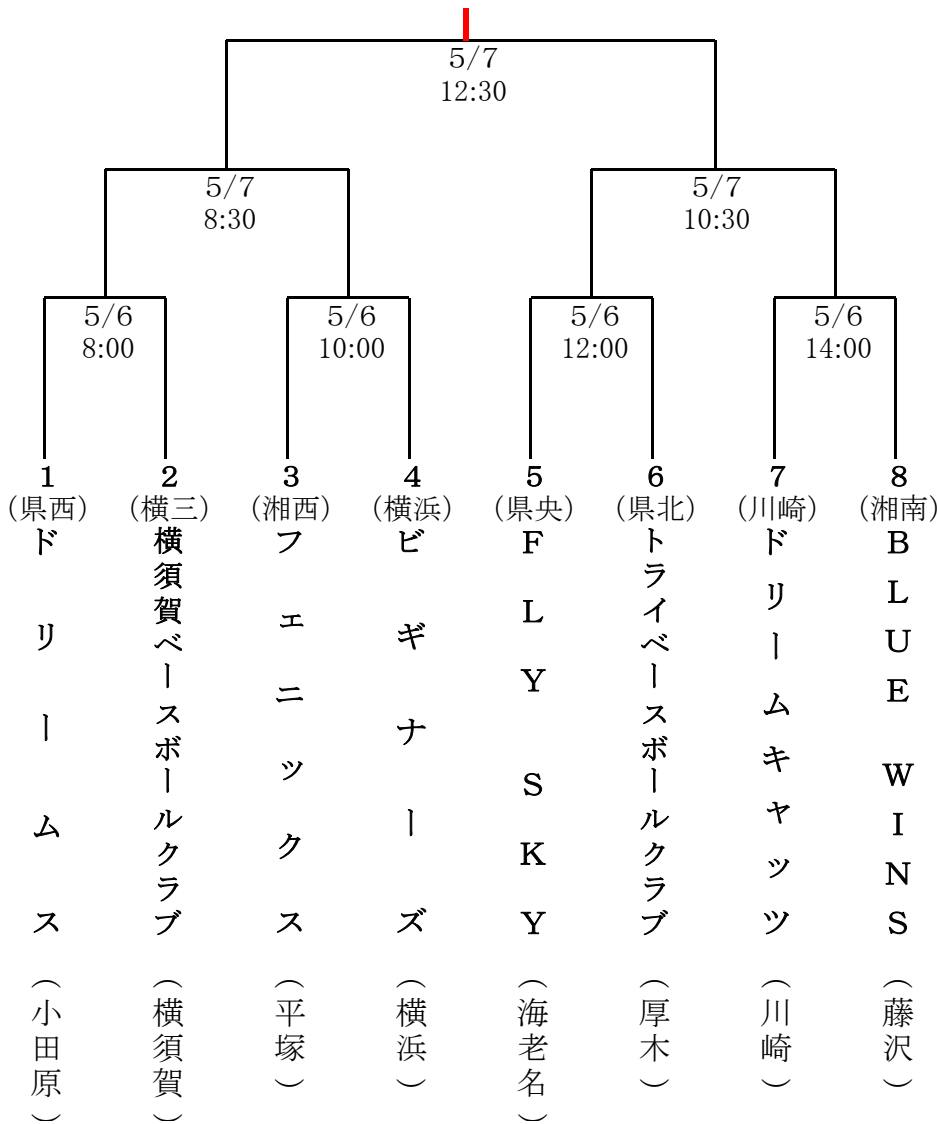 5/7
12:30
5/7
8:30
5/7
10:30
5/6
8:00
5/6
10:00
5/6
12:00
5/6
14:00
1
(県西)
ドリームス
(小田原)
2
(横三)
横須賀ベースボールクラブ
(横須賀)
3
(湘西)
フェニックス
(平塚)
4
(横浜)
ビギナーズ
(横浜)
5
(県央)
FLY SKY
(海老名)
6
(県北)
トライベースボールクラブ
(厚木)
7
(川崎)
ドリームキャッツ
(川崎)
8
(湘南)
BLUE WINS
(藤沢)